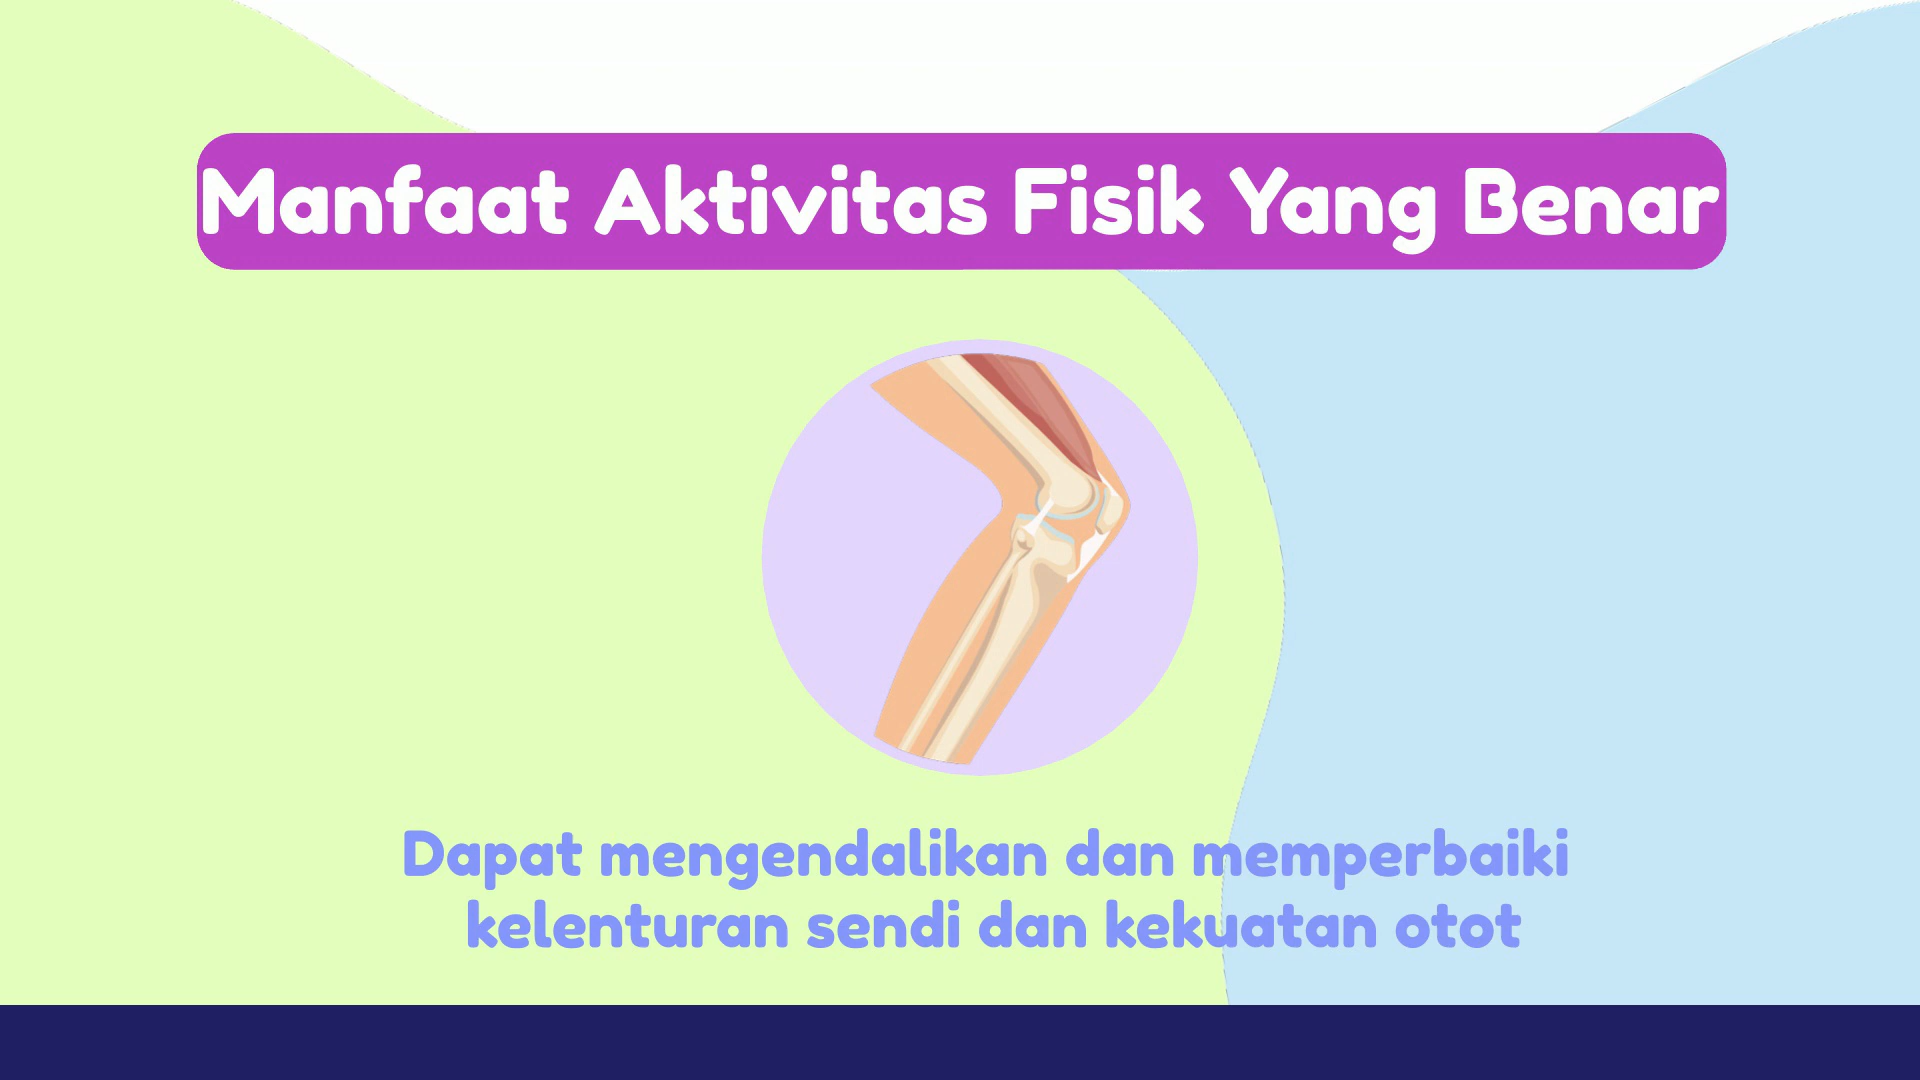 Manfaat Aktivitas Fisik Yang Benar
Dapat mengendalikan dan memperbaiki
kelenturan sendi dan kekuatan otot